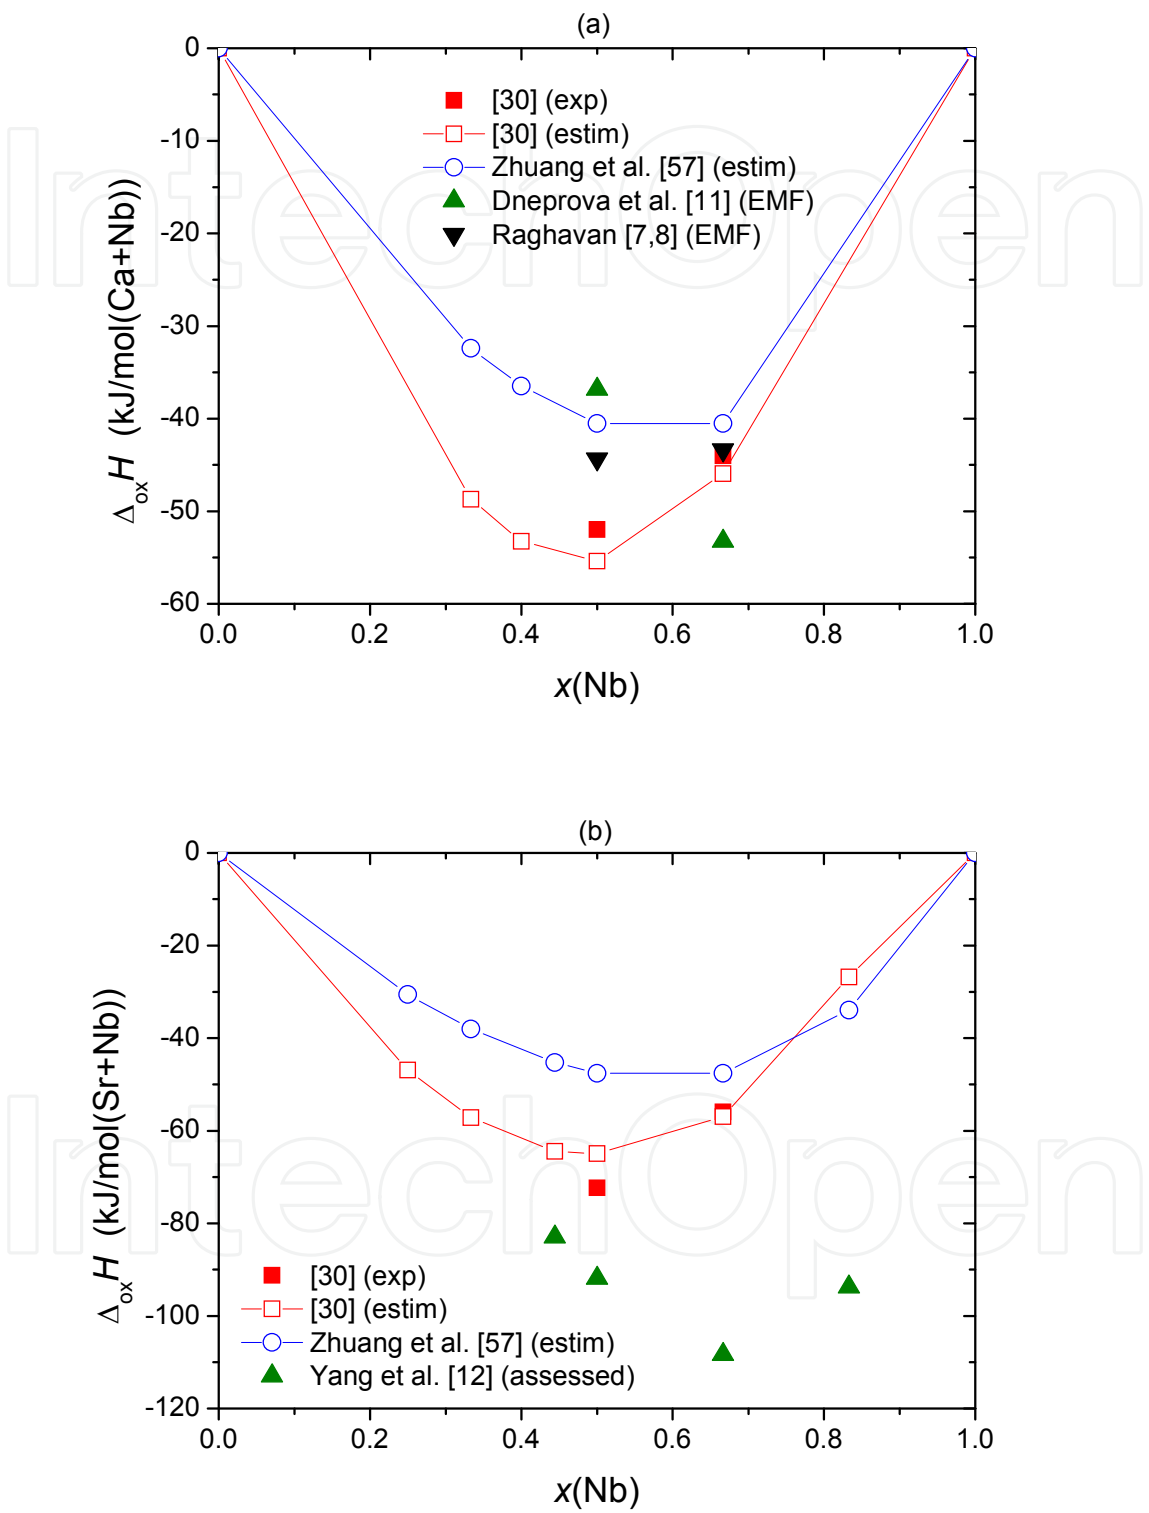 (a)
0
-10
-20
-30
-40
-50
-60
[30] (exp)
[30] (estim)
Zhuang et al. [57] (estim)
Dneprova et al. [11] (EMF)
Raghavan [7,8] (EMF)
ΔoxH (kJ/mol(Ca+Nb))
0.0 0.2 0.4 0.6 0.8 1.0
x(Nb)
IntechOpen
(b)
0
-20
-40
-60
-80
-100
-120
[30] (exp)
[30] (estim)
Zhuang et al. [57] (estim)
Yang et al. [12] (assessed)
ΔoxH (kJ/mol(Sr+Nb))
0.0 0.2 0.4 0.6 0.8 1.0
x(Nb)
IntechOpen